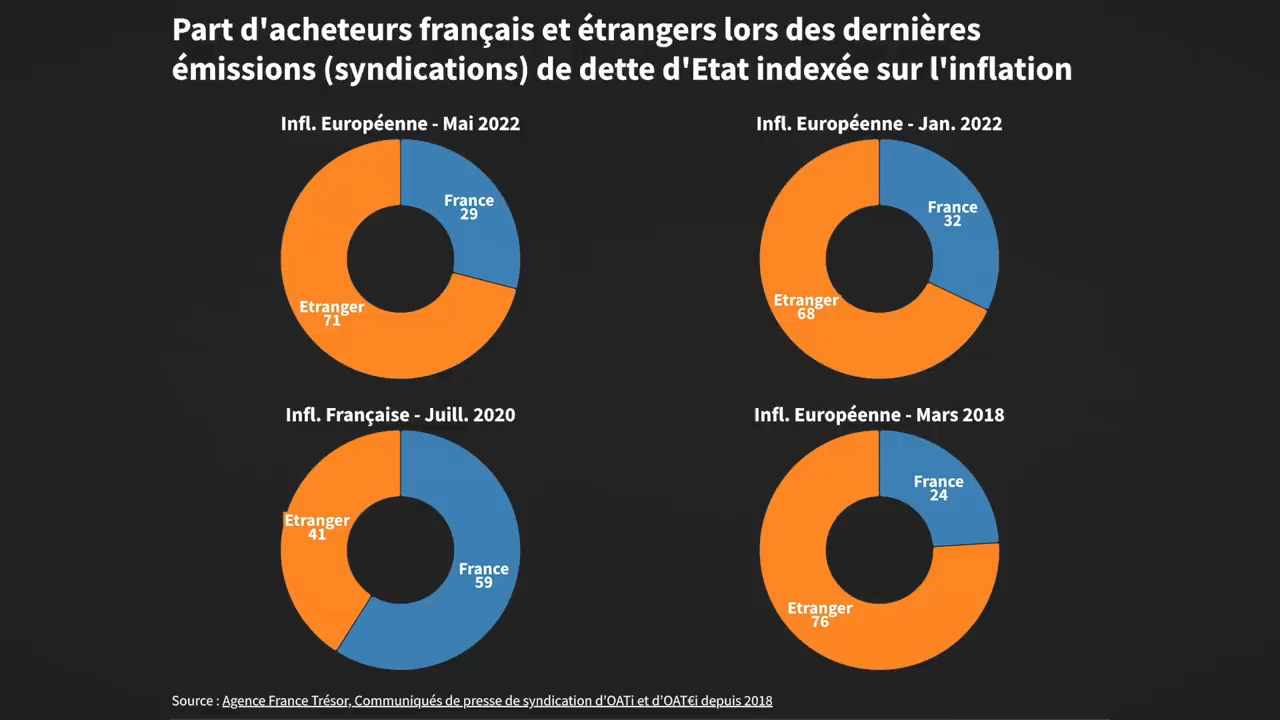 Part d'acheteurs français et étrangers lors des dernières
émissions (syndications) de dette d'Etat indexée sur l'inflation
Infl. Européenne - Mai 2022
France
29
Etranger
71
Infl. Européenne - Jan. 2022
France
32
Etranger
68
Infl. Française - Juill. 2020
Etranger
41
France
59
Infl. Européenne - Mars 2018
France
24
Etranger
76
Source : Agence France Trésor, Communiqués de presse de syndication d’OATi et d’OAT€i depuis 2018